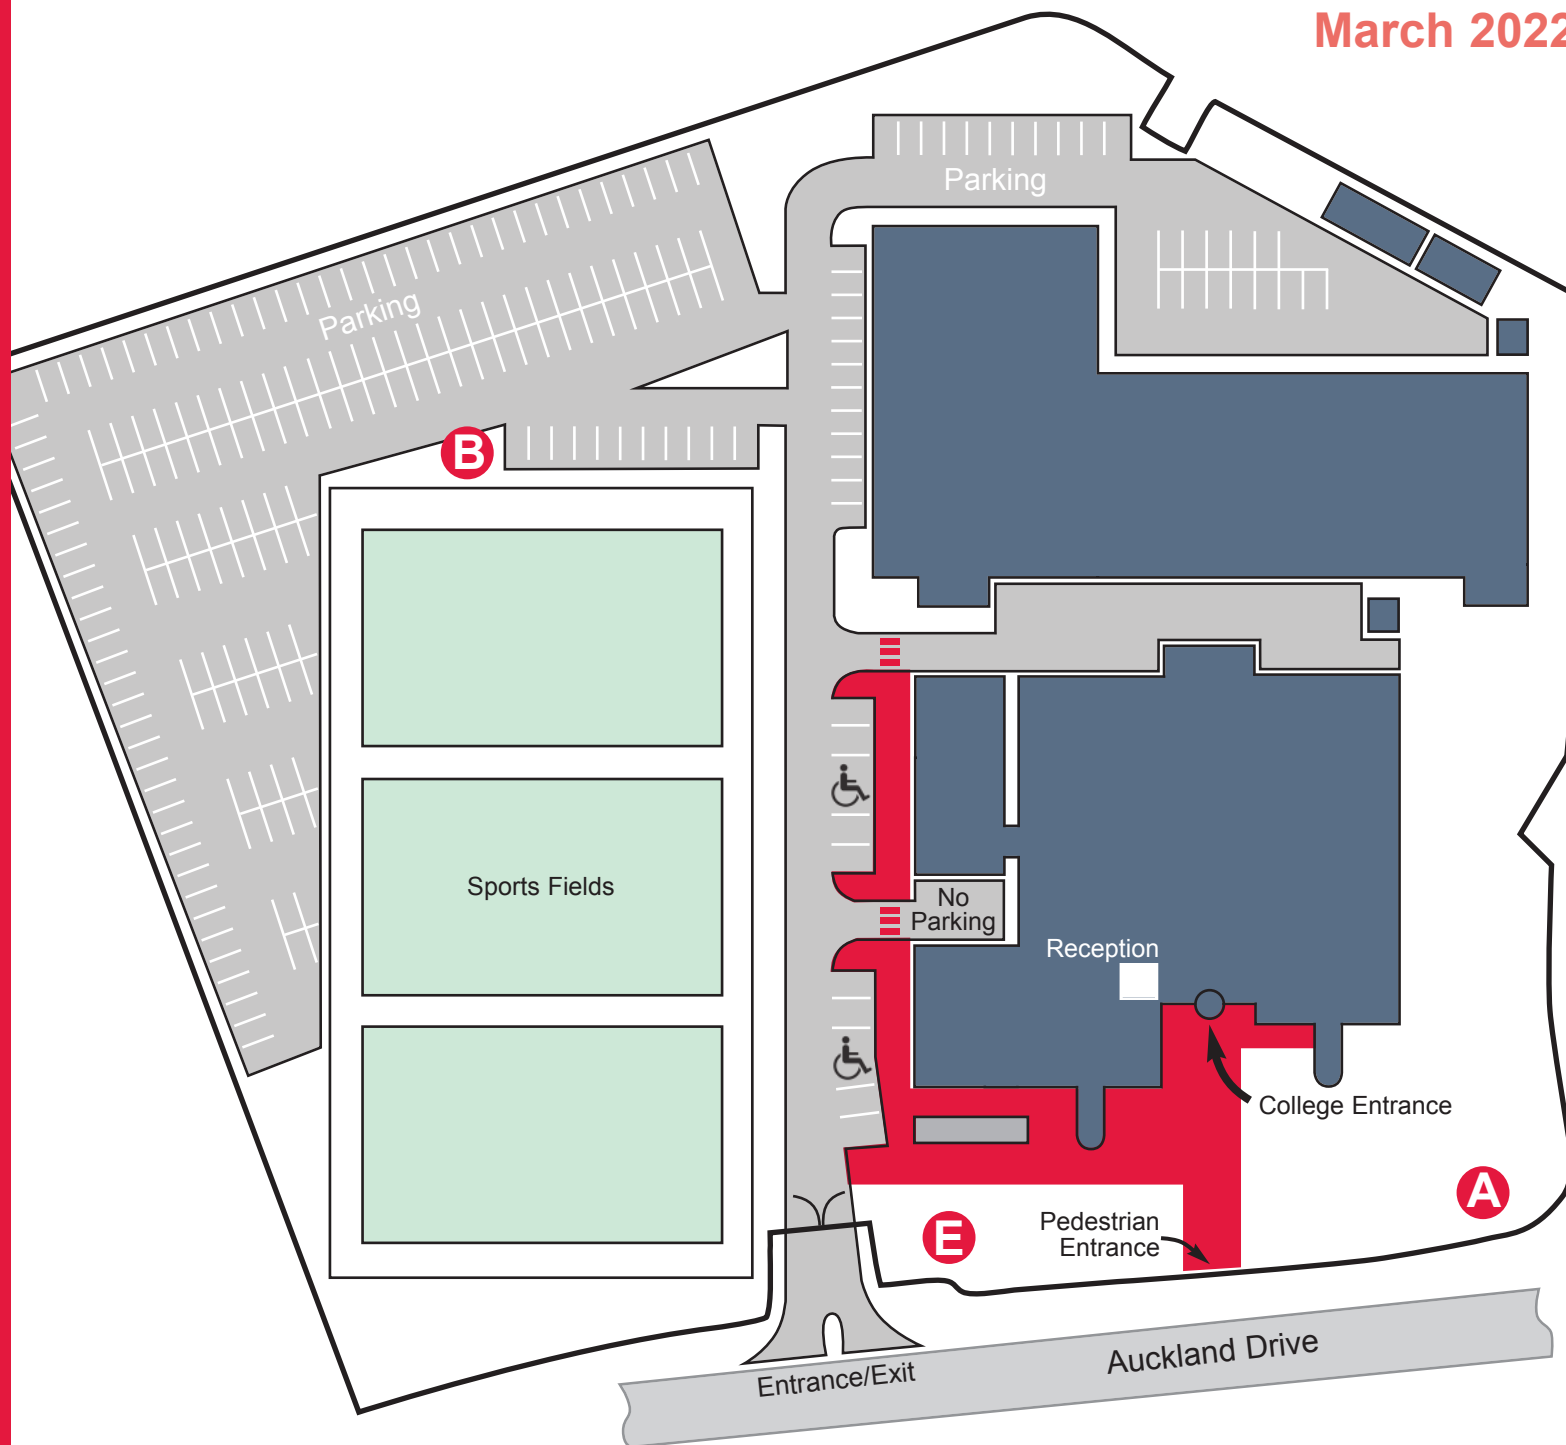 March 2022
Parking
Parking
B
Sports Fields
No
Parking
Reception
College Entrance
A
E
Pedestrian
Entrance
Auckland Drive
Entrance/Exit